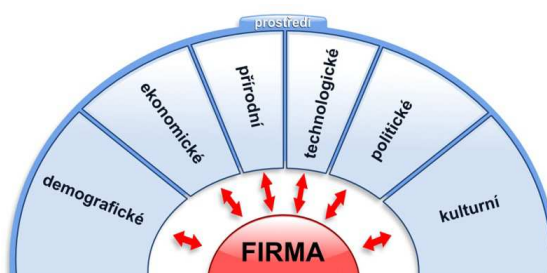 prostředí
demografické
ekonomické
přírodní
technologické
politické
kulturní
FIRMA